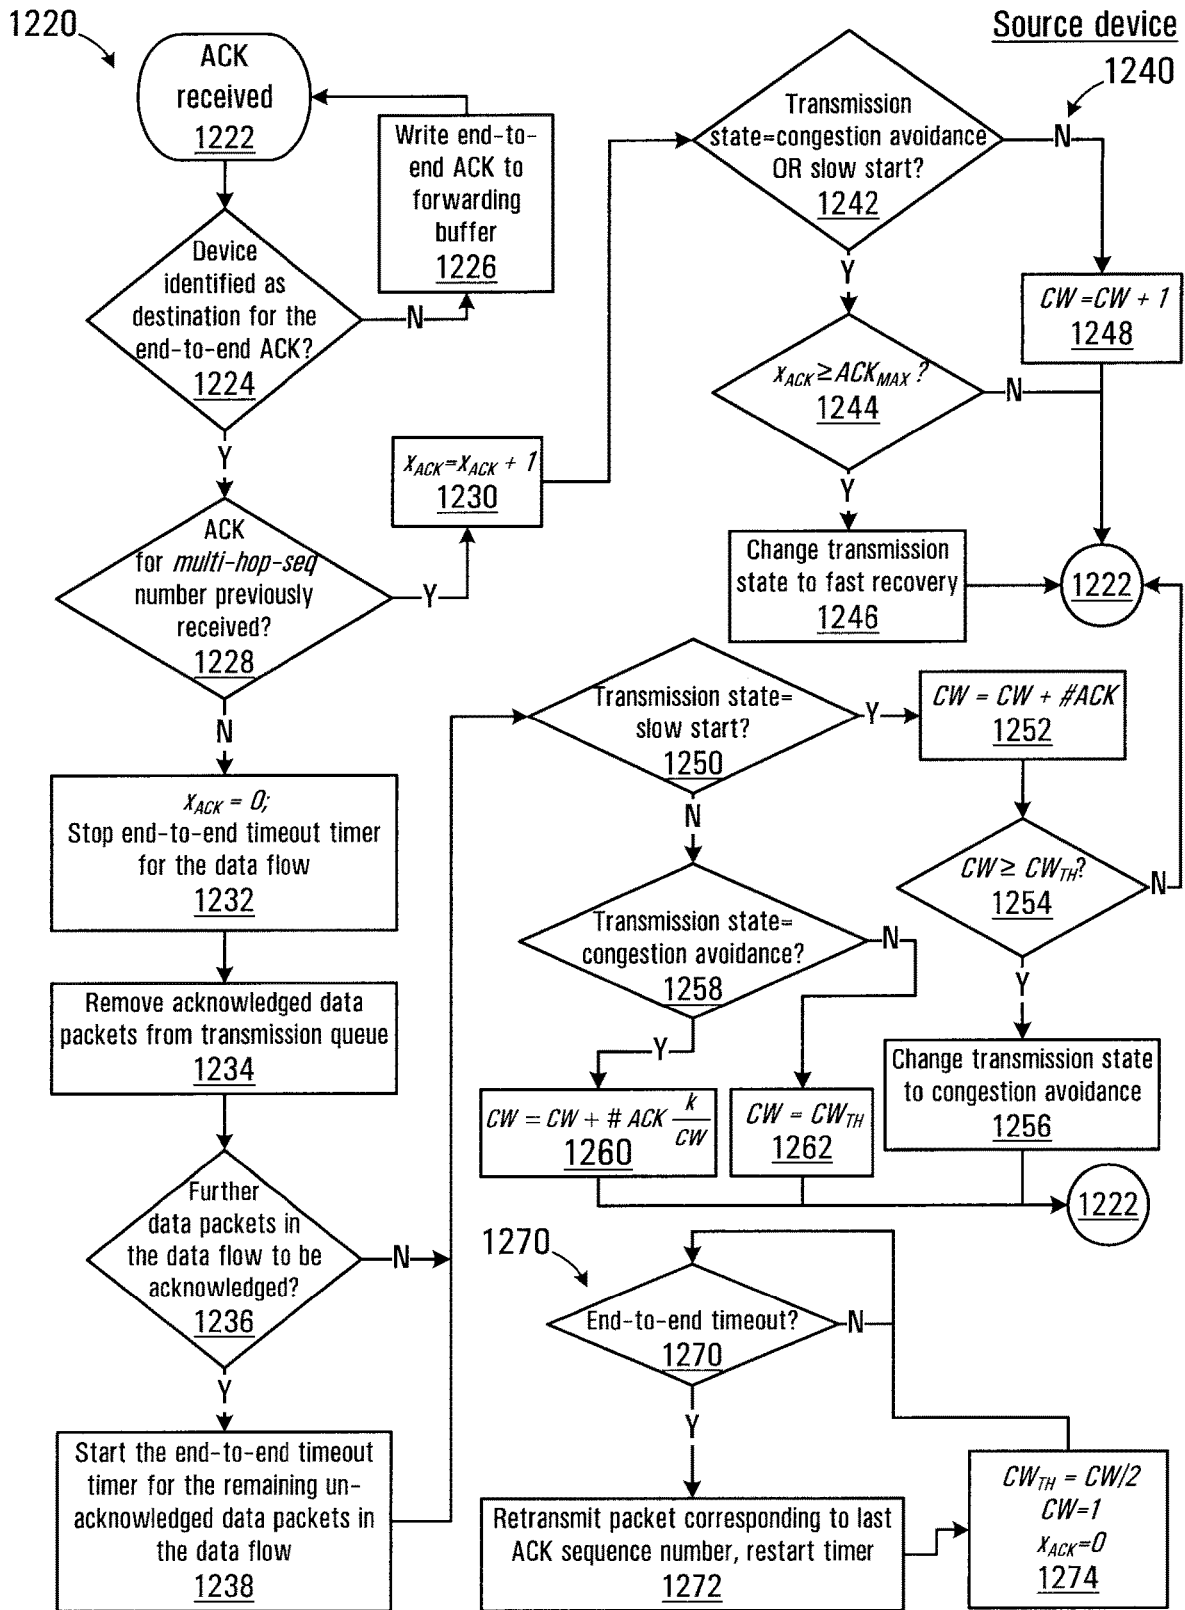 1220
Source device
1240
ACK
received
1222
Write end-to-
end ACK to
forwarding
buffer
1226
Device
identified as
destination for the
end-to-end ACK?
1224
N
Y
ACK
for multi-hop-seq
number previously
received?
1228
Y
N
x_ACK=x_ACK + 1
1230
x_ACK = 0;
Stop end-to-end timeout timer
for the data flow
1232
Remove acknowledged data
packets from transmission queue
1234
Further
data packets in
the data flow to be
acknowledged?
1236
N
Y
Start the end-to-end timeout
timer for the remaining un-
acknowledged data packets in
the data flow
1238
Transmission
state=congestion avoidance
OR slow start?
1242
N
Y
CW=CW + 1
1248
x_ACK ≥ ACK_MAX ?
1244
N
Y
Change transmission
state to fast recovery
1246
1222
Transmission state=
slow start?
1250
Y
N
CW = CW + #ACK
1252
CW ≥ CW_TH?
1254
N
Y
Change transmission state
to congestion avoidance
1256
Transmission state=
congestion avoidance?
1258
N
Y
CW = CW + # ACK k/CW
1260
CW = CW_TH
1262
1222
1270
End-to-end timeout?
1270
N
Y
Retransmit packet corresponding to last
ACK sequence number, restart timer
1272
CW_TH = CW/2
CW=1
x_ACK=0
1274